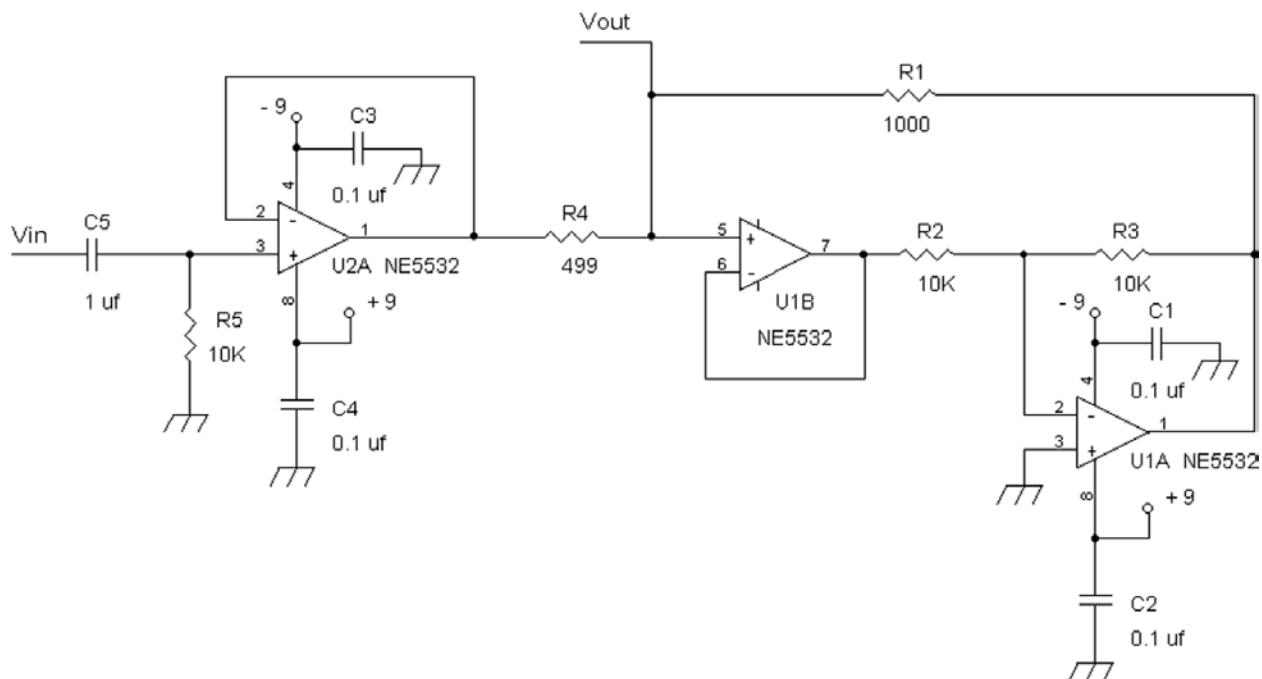 Vout
R1
1000
- 9
C3
0.1 uf
4
2
-
3
+
1
8
U2A NE5532
Vin
C5
1 uf
R5
10K
+ 9
C4
0.1 uf
R4
499
5
+
6
-
7
U1B
NE5532
R2
10K
R3
10K
- 9
C1
0.1 uf
4
2
-
3
+
1
8
U1A NE5532
+ 9
C2
0.1 uf